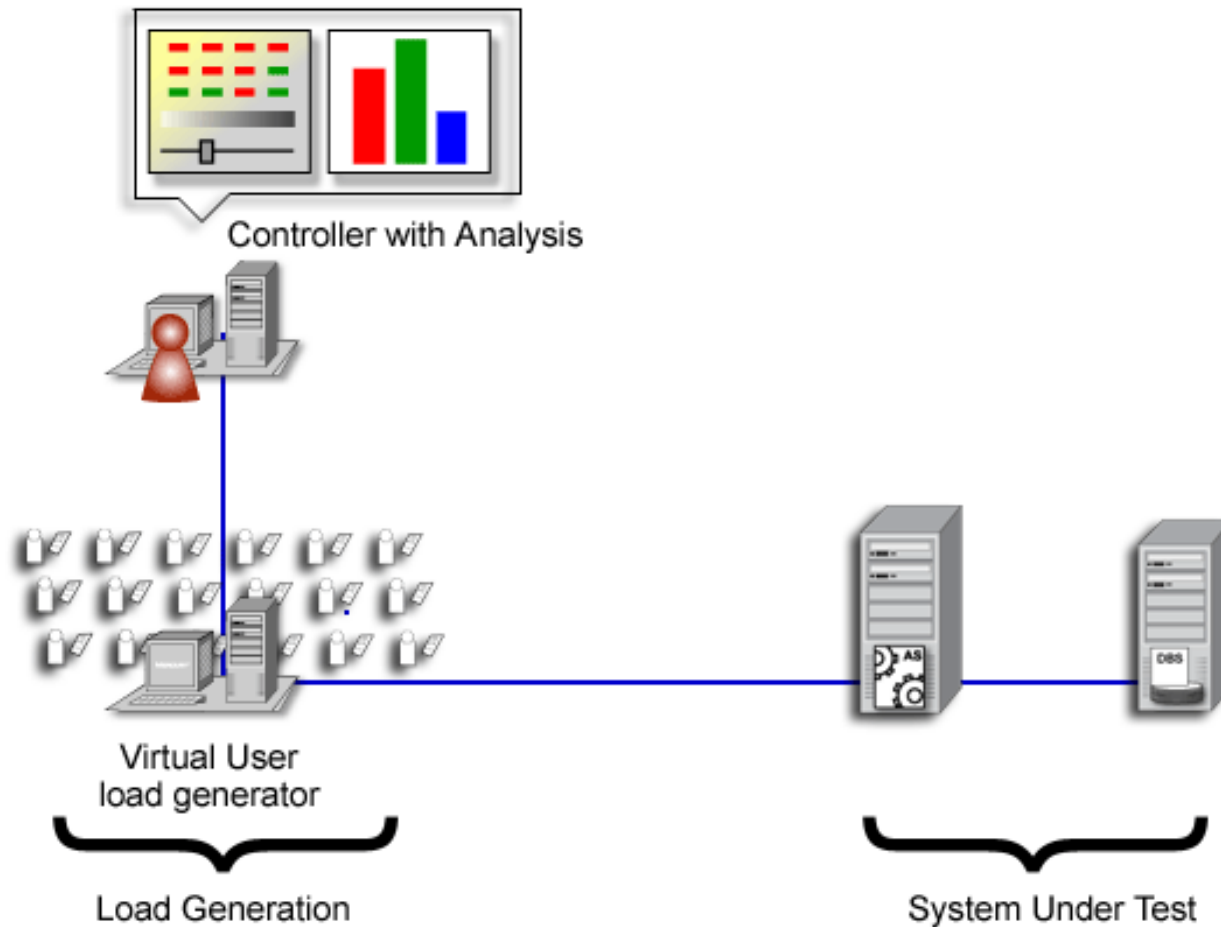 Controller with Analysis
AS
DBS
Virtual User
load generator
Load Generation
System Under Test